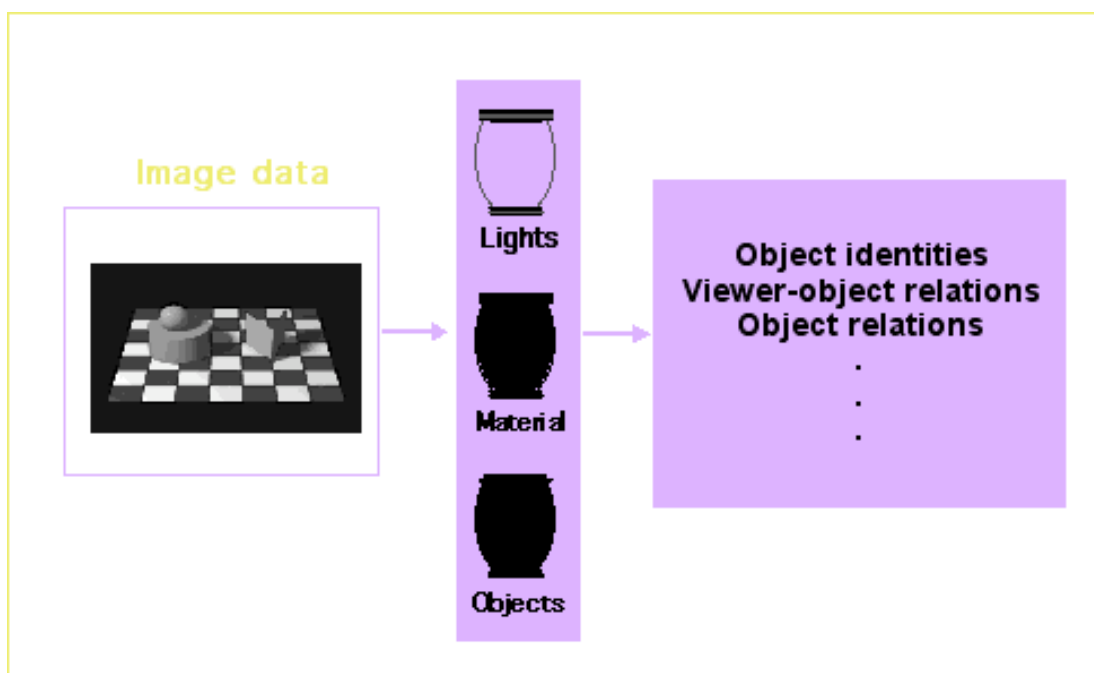 Image data
Lights
Material
Objects
Object identities
Viewer-object relations
Object relations
.
.
.